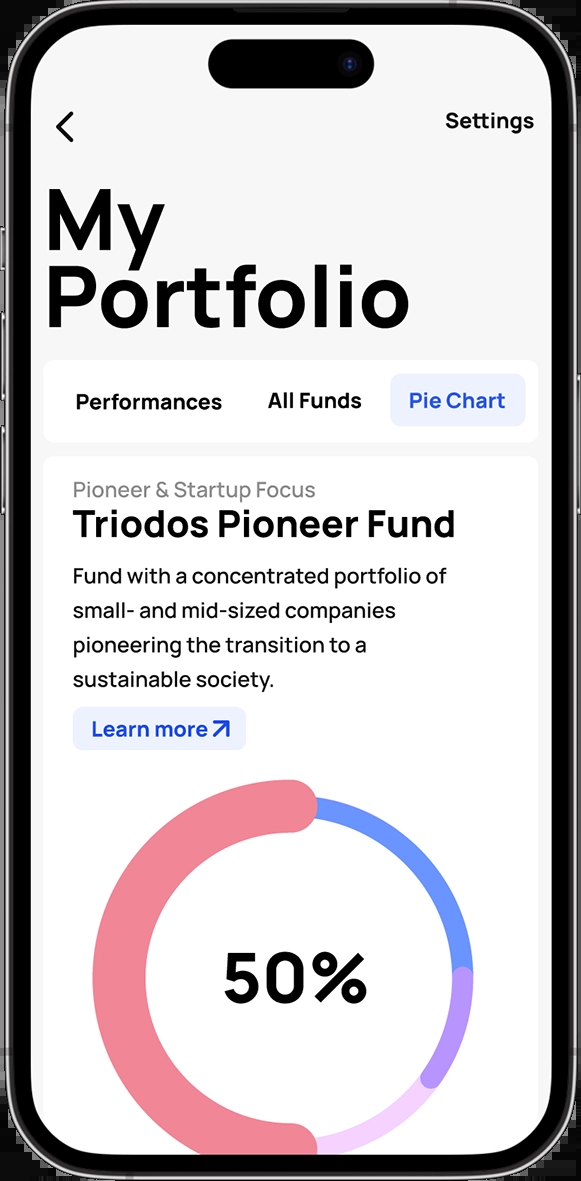 Settings
My
Portfolio
Performances All Funds Pie Chart
Pioneer & Startup Focus
Triodos Pioneer Fund
Fund with a concentrated portfolio of
small- and mid-sized companies
pioneering the transition to a
sustainable society.
Learn more
50%